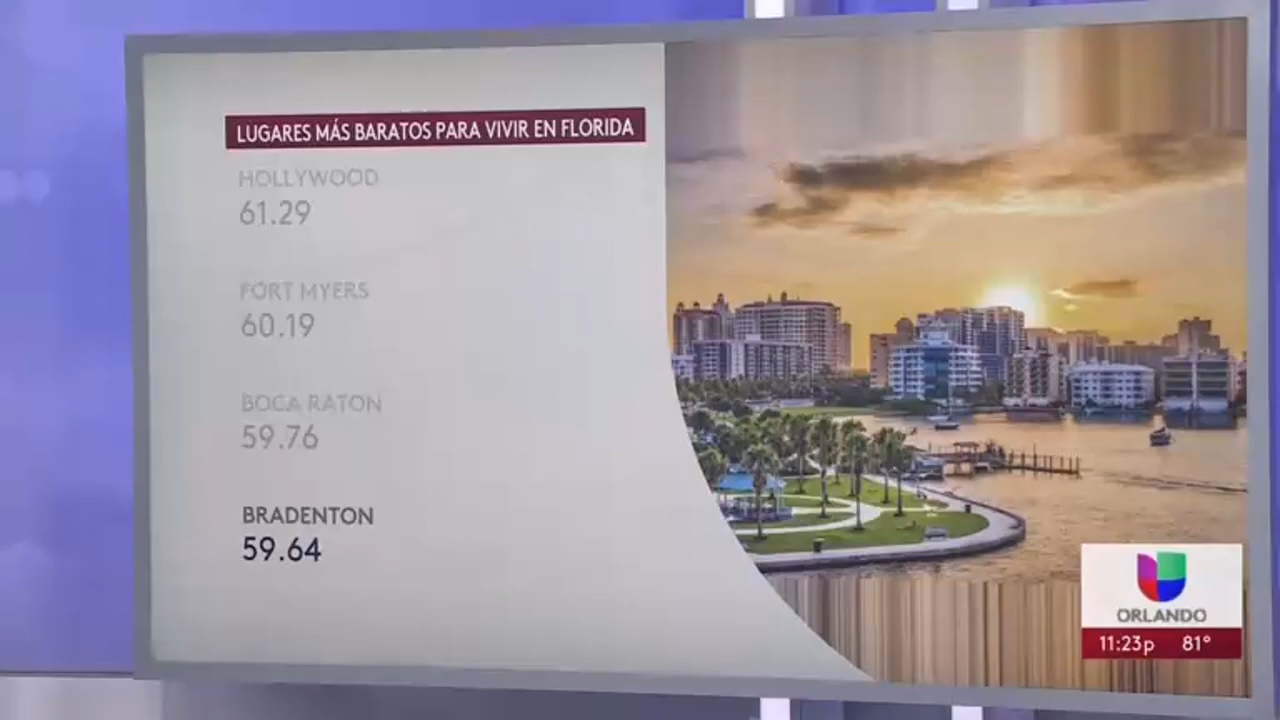 LUGARES MÁS BARATOS PARA VIVIR EN FLORIDA
HOLLYWOOD
61.29
FORT MYERS
60.19
BOCA RATON
59.76
BRADENTON
59.64
ORLANDO
11:23p 81°